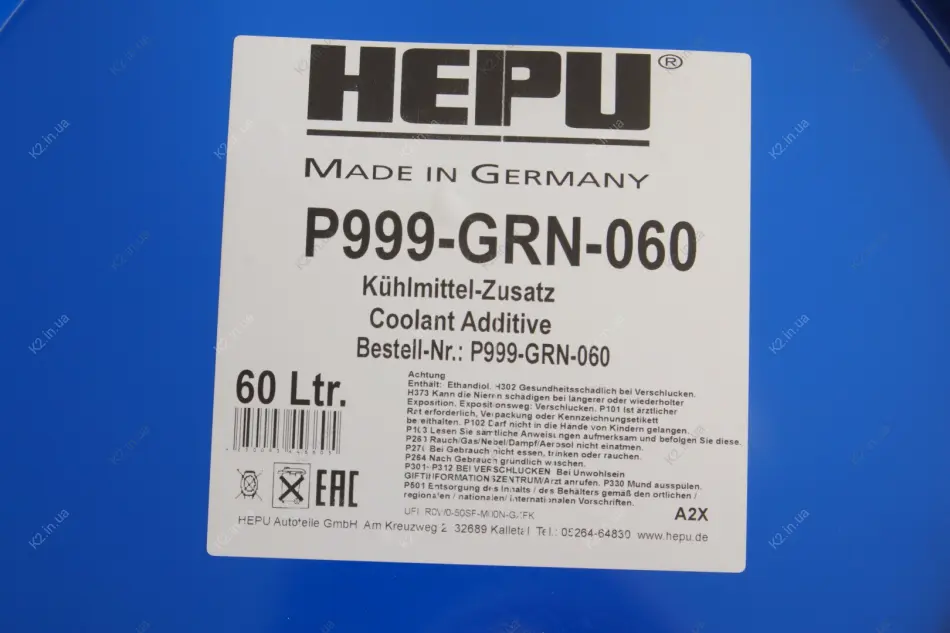 HEPU®
MADE IN GERMANY
P999-GRN-060
Kühlmittel-Zusatz
Coolant Additive
Bestell-Nr.: P999-GRN-060
60 Ltr.
Achtung
Enthält: Ethandiol. H302 Gesundheitsschädlich bei Verschlucken.
H373 Kann die Nieren schädigen bei längerer oder wiederholter
Exposition. Expositionsweg: Verschlucken. P101 Ist ärztlicher
Rat erforderlich, Verpackung oder Kennzeichnungsetikett
bereithalten. P102 Darf nicht in die Hände von Kindern gelangen.
P103 Lesen Sie sämtliche Anweisungen aufmerksam und befolgen Sie diese.
P263 Rauch/Gas/Nebel/Dampf/Aerosol nicht einatmen.
P270 Bei Gebrauch nicht essen, trinken oder rauchen.
P264 Nach Gebrauch gründlich waschen.
P301+P312 BEI VERSCHLUCKEN Bei Unwohlsein
GIFTINFORMATIONSZENTRUM/Arzt anrufen. P330 Mund ausspülen.
P501 Entsorgung des Inhalts / des Behälters gemäß den örtlichen /
regionalen / nationalen/ internationalen Vorschriften.
EAC
UFI
A2X
HEPU Autoteile GmbH Am Kreuzweg 2 32689 Kalletal Tel.: 05264-64830 www.hepu.de
K2.in.ua